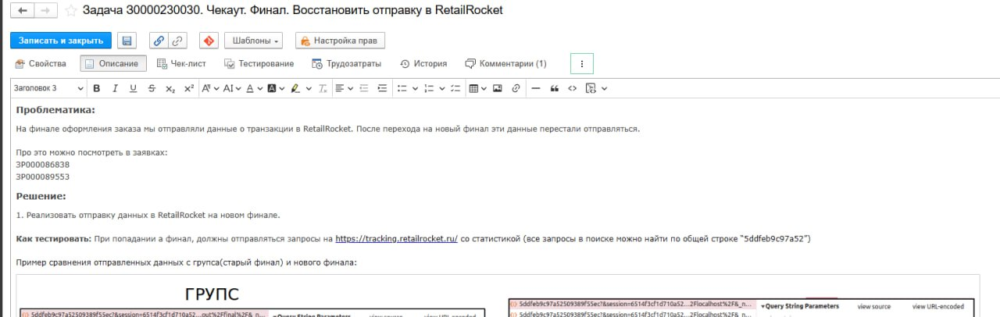 Задача 30000230030. Чекаут. Финал. Восстановить отправку в RetailRocket
Записать и закрыть
Шаблоны
Настройка прав
Свойства
Описание
Чек-лист
Тестирование
Трудозатраты
История
Комментарии (1)
Заголовок 3
Проблематика:
На финале оформления заказа мы отправляли данные о транзакции в RetailRocket. После перехода на новый финал эти данные перестали отправляться.
Про это можно посмотреть в заявках:
ЗР000086838
ЗР000089553
Решение:
1. Реализовать отправку данных в RetailRocket на новом финале.
Как тестировать: При попадании а финал, должны отправляться запросы на https://tracking.retailrocket.ru/ со статистикой (все запросы в поиске можно найти по общей строке "5ddfeb9c97a52")
Пример сравнения отправленных данных с групса(старый финал) и нового финала:
ГРУПС
5ddfeb9c97a52509389f55ec?&session=6514f3cf1d710a52...2Flocalhost%2F&_n...
Query String Parameters view source view URL-encoded
5ddfeb9c97a52509389f55ec?&session=6514f3cf1d710a52...out%2Ffinal&_n...
Query String Parameters view source view URL-encoded
5ddfeb9c97a52509389f55ec?&session=6514f3cf1d710a52...2Flocalhost%2F&_n...